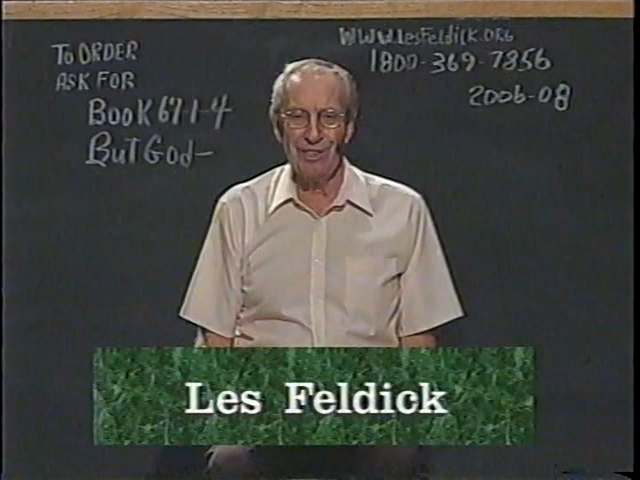 TO ORDER
ASK FOR
BOOK 67-1-4
BUT GOD-
WWW.LESFELDICK.ORG
1800-369-7856
2006-08
Les Feldick